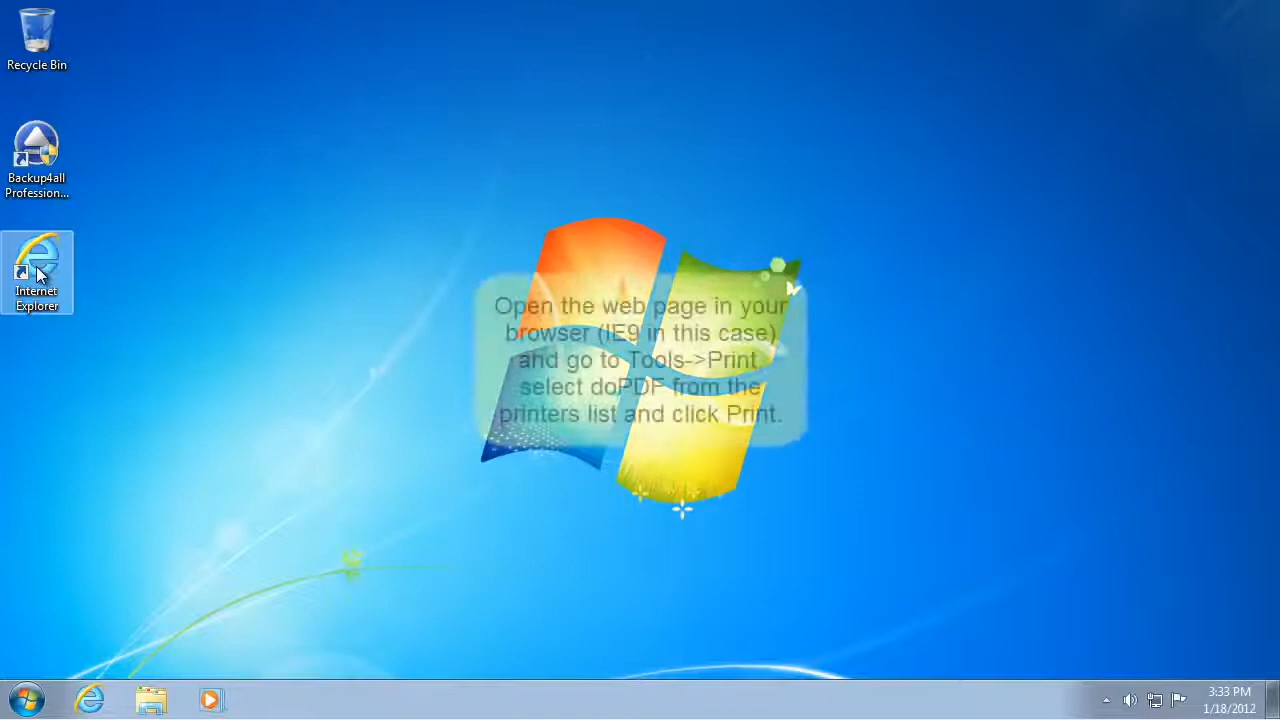 Recycle Bin
Backup4all
Profession...
Internet
Explorer
Open the web page in your
browser (IE9 in this case)
and go to Tools->Print
select doPDF from the
printers list and click Print.
3:33 PM
1/18/2012